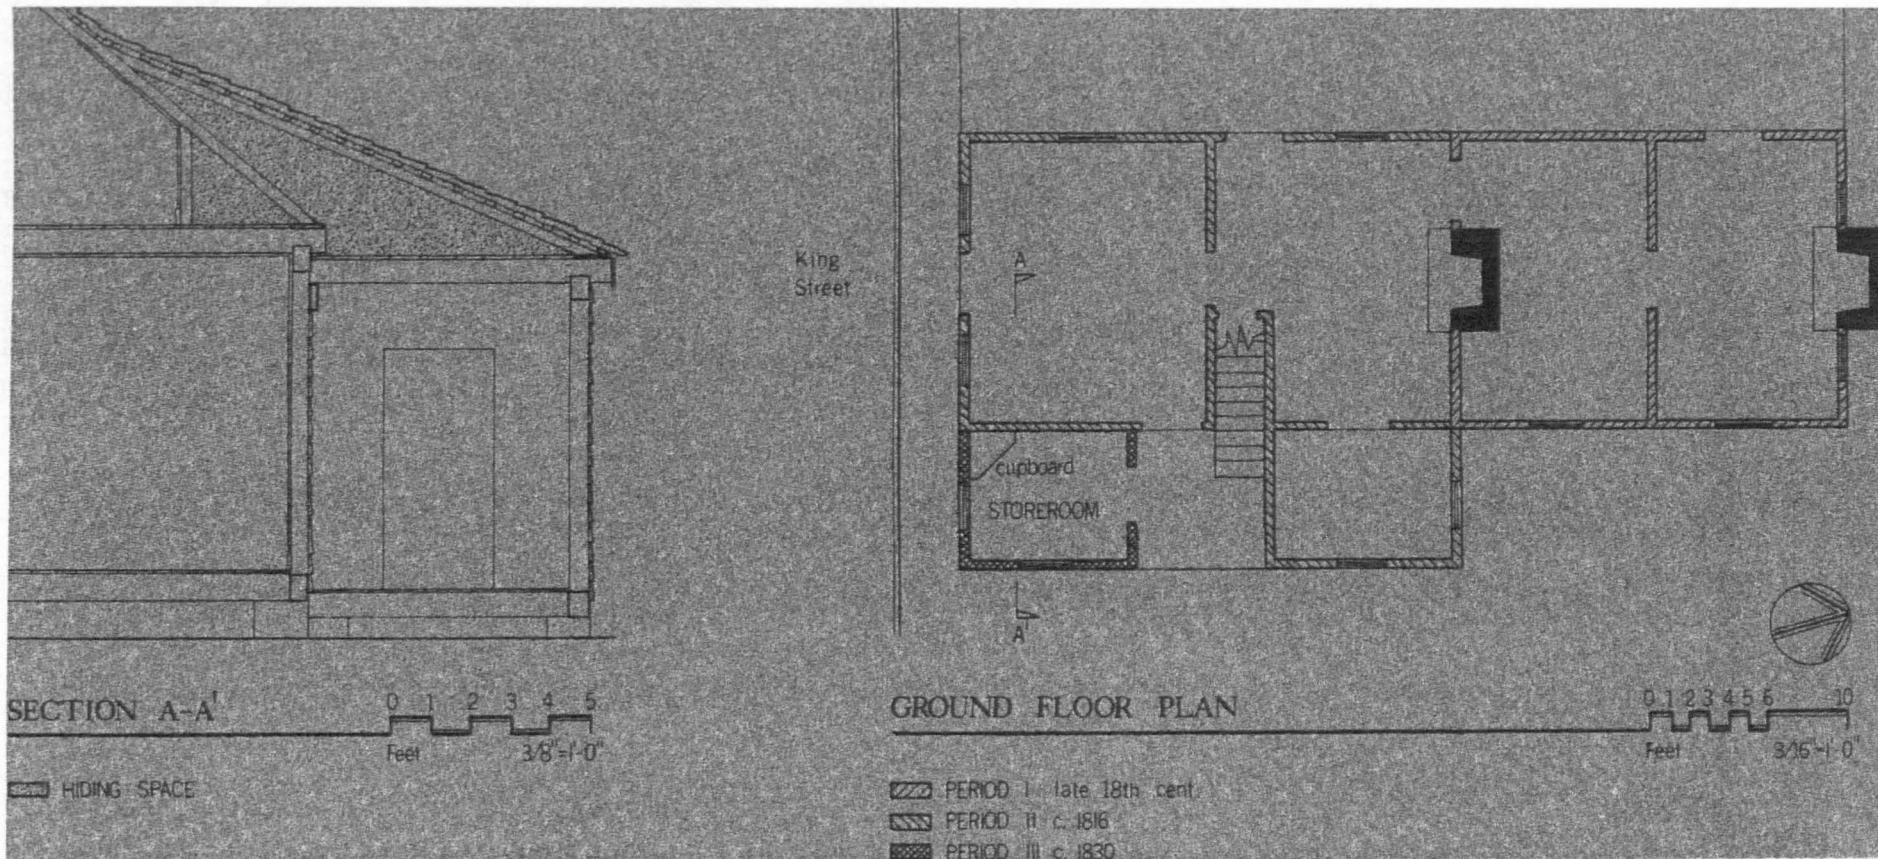 King
Street
A
cupboard
STOREROOM
A'
SECTION A-A'
0 1 2 3 4 5
Feet 3/8"=1'-0"
HIDING SPACE
GROUND FLOOR PLAN
0 1 2 3 4 5 6 10
Feet 3/16"=1'-0"
PERIOD I late 18th cent.
PERIOD II c. 1816
PERIOD III c. 1830